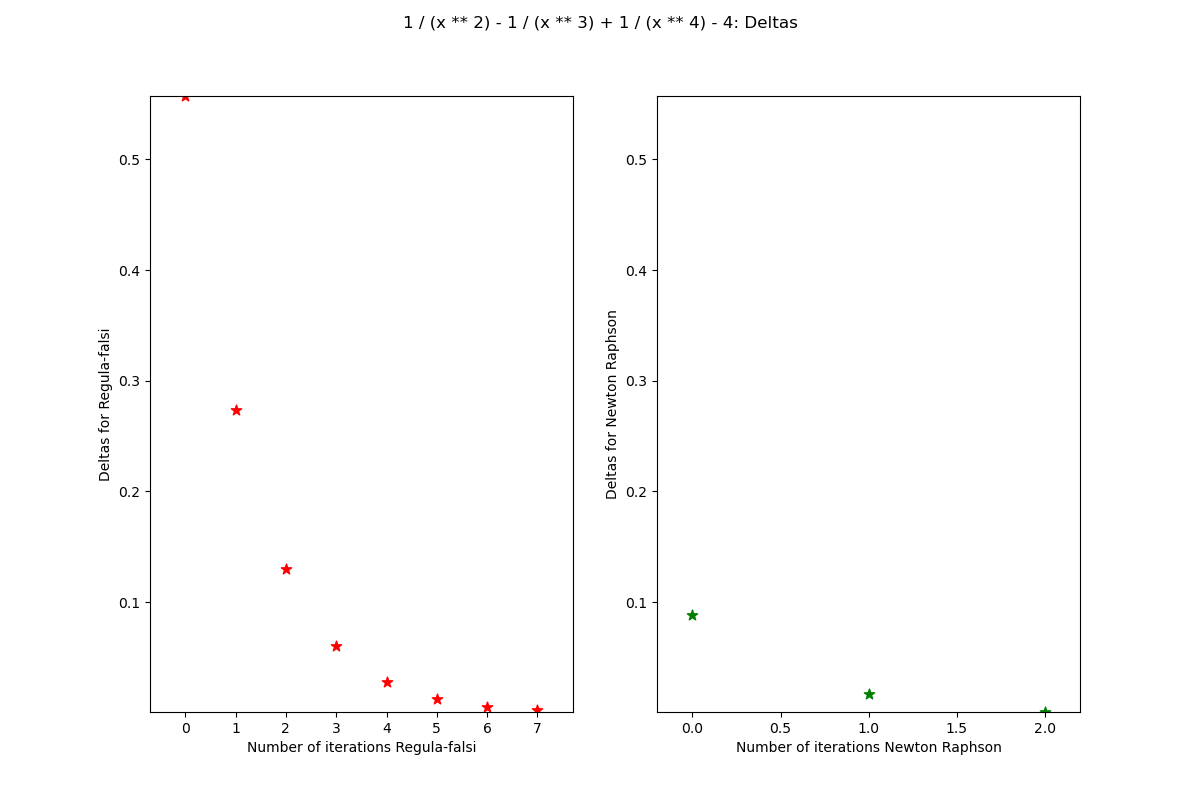 1 / (x ** 2) - 1 / (x ** 3) + 1 / (x ** 4) - 4: Deltas
Deltas for Regula-falsi
0.5
0.4
0.3
0.2
0.1
0 1 2 3 4 5 6 7
Number of iterations Regula-falsi
Deltas for Newton Raphson
0.5
0.4
0.3
0.2
0.1
0.0 0.5 1.0 1.5 2.0
Number of iterations Newton Raphson